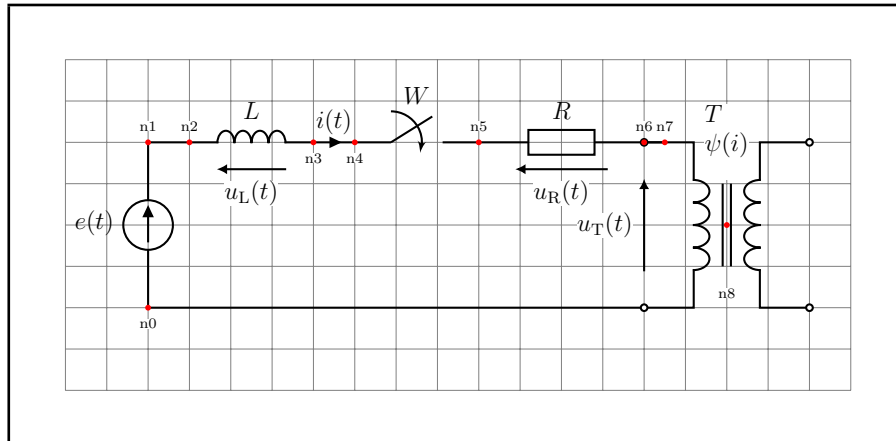 L
i(t)
W
R
T
ψ(i)
n1
n2
n3
n4
n5
n6
n7
u_L(t)
u_R(t)
u_T(t)
e(t)
n8
n0